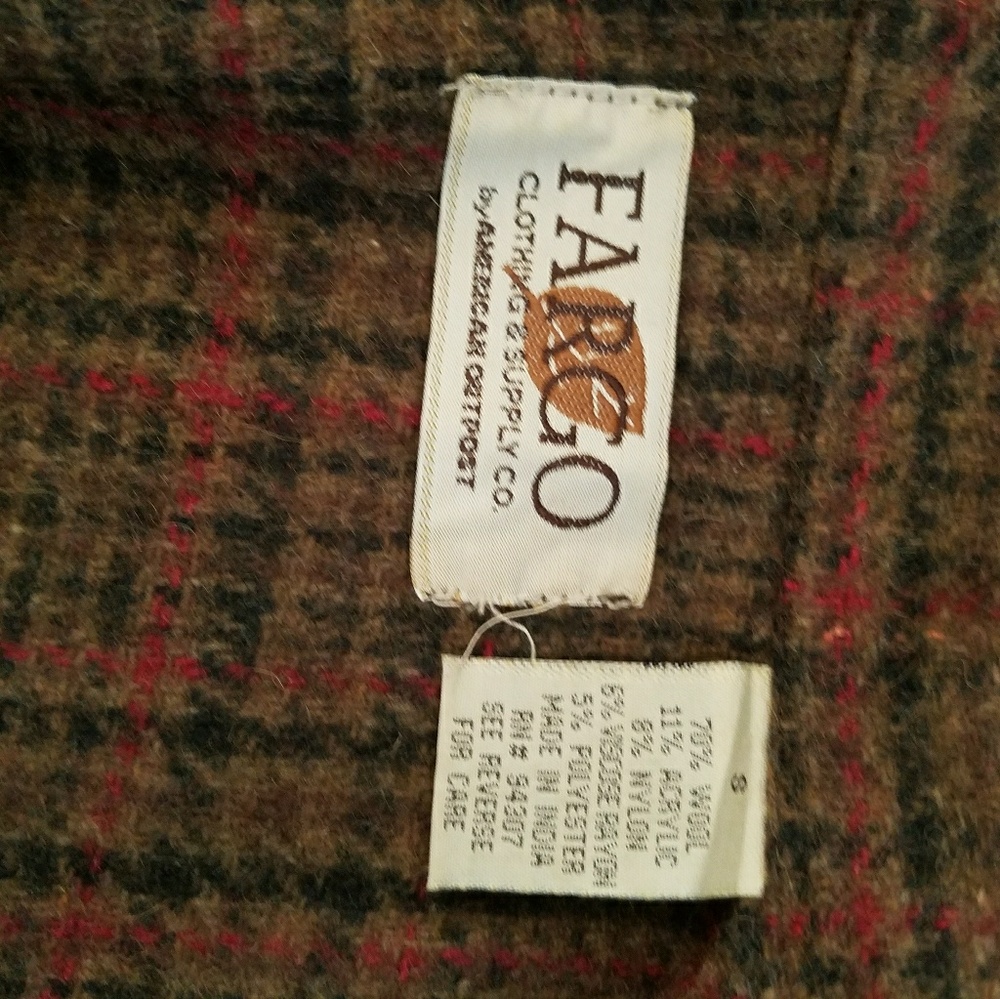 FARGO
CLOTHING & SUPPLY CO.
by AMERICAN OUTPOST
S
70% WOOL
11% ACRYLIC
8% NYLON
6% VISCOSE RAYON
5% POLYESTER
MADE IN INDIA
RN# 94307
SEE REVERSE
FOR CARE